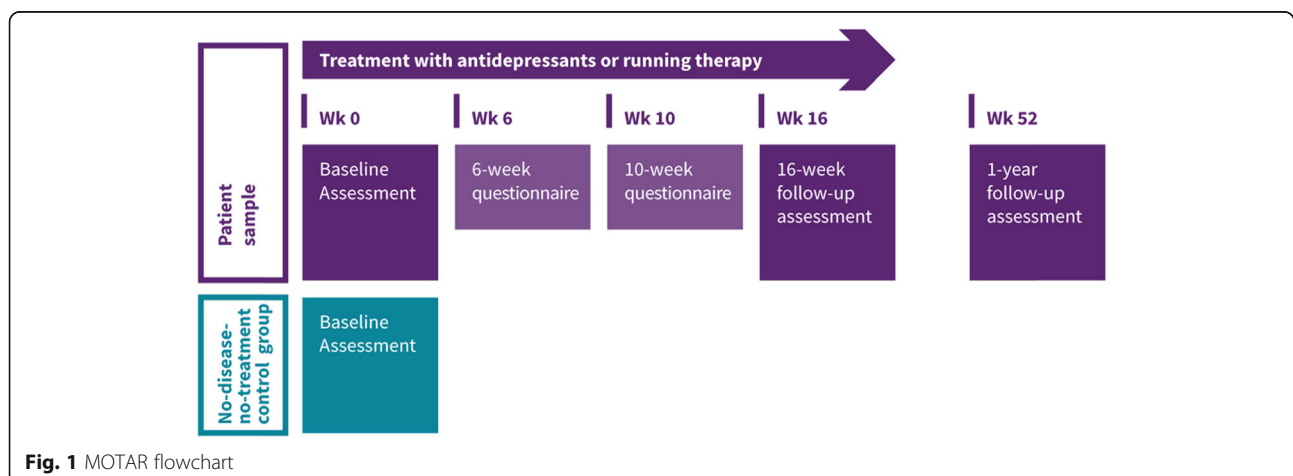 Treatment with antidepressants or running therapy
Wk 0
Wk 6
Wk 10
Wk 16
Wk 52
Patient
sample
Baseline
Assessment
6-week
questionnaire
10-week
questionnaire
16-week
follow-up
assessment
1-year
follow-up
assessment
No-disease-
no-treatment
control group
Baseline
Assessment
Fig. 1 MOTAR flowchart